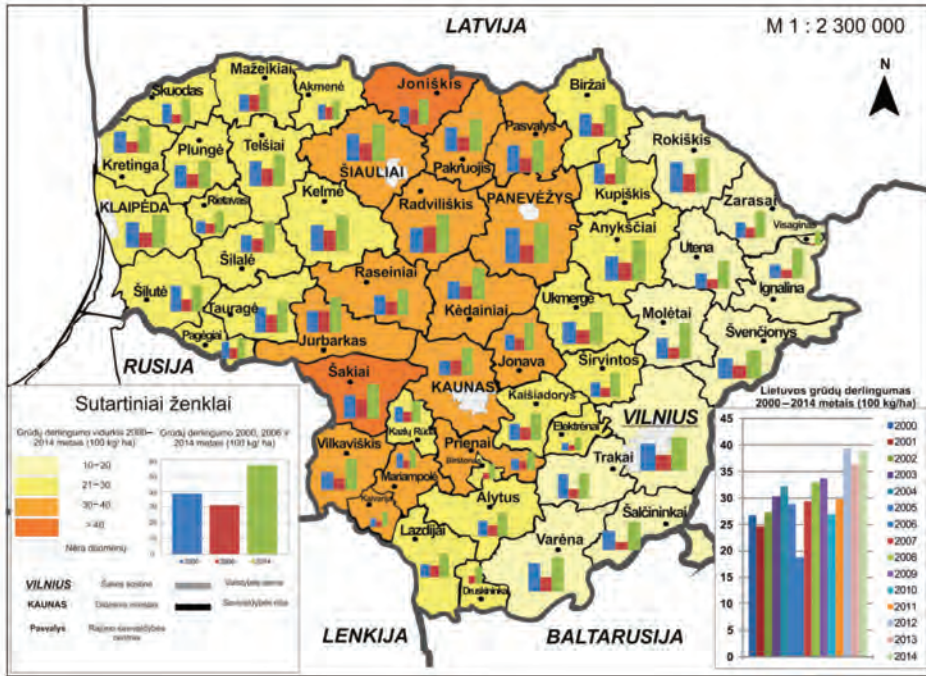 LATVIJA
M 1 : 2 300 000
N
Mažeikiai
Skuodas
Akmenė
Joniškis
Biržai
Pasvalys
Rokiškis
Kretinga
Plungė
Telšiai
ŠIAULIAI
Pakruojis
Kupiškis
Zarasai
Visaginas
KLAIPĖDA
Rietavas
Kelmė
Radviliškis
PANEVĖŽYS
Anykščiai
Utena
Ignalina
Šilalė
Raseiniai
Šilutė
Tauragė
Kėdainiai
Ukmergė
Molėtai
Švenčionys
Pagėgiai
Jurbarkas
Jonava
Širvintos
RUSIJA
Šakiai
KAUNAS
Kaišiadorys
VILNIUS
Kazlų Rūda
Elektrėnai
Vilkaviškis
Prienai
Birštonas
Trakai
Mariampolė
Kalvarija
Alytus
Šalčininkai
Lazdijai
Varėna
Druskininkai
LENKIJA
BALTARUSIJA
Sutartiniai ženklai
Grūdų derlingumo vidurkis 2000–
2014 metais (100 kg/ ha)
10–20
21–30
30–40
> 40
Nėra duomenų
Grūdų derlingumo 2000, 2006 ir
2014 metais (100 kg/ha)
2000
2006
2014
VILNIUS
Šalies sostinė
KAUNAS
Pasvalys
Rajono savivaldybės
centras
Valstybės siena
Savivaldybės riba
Lietuvos grūdų derlingumas
2000–2014 metais (100 kg/ha)
45
40
35
30
25
20
15
10
5
0
2000
2001
2002
2003
2004
2005
2006
2007
2008
2009
2010
2011
2012
2013
2014